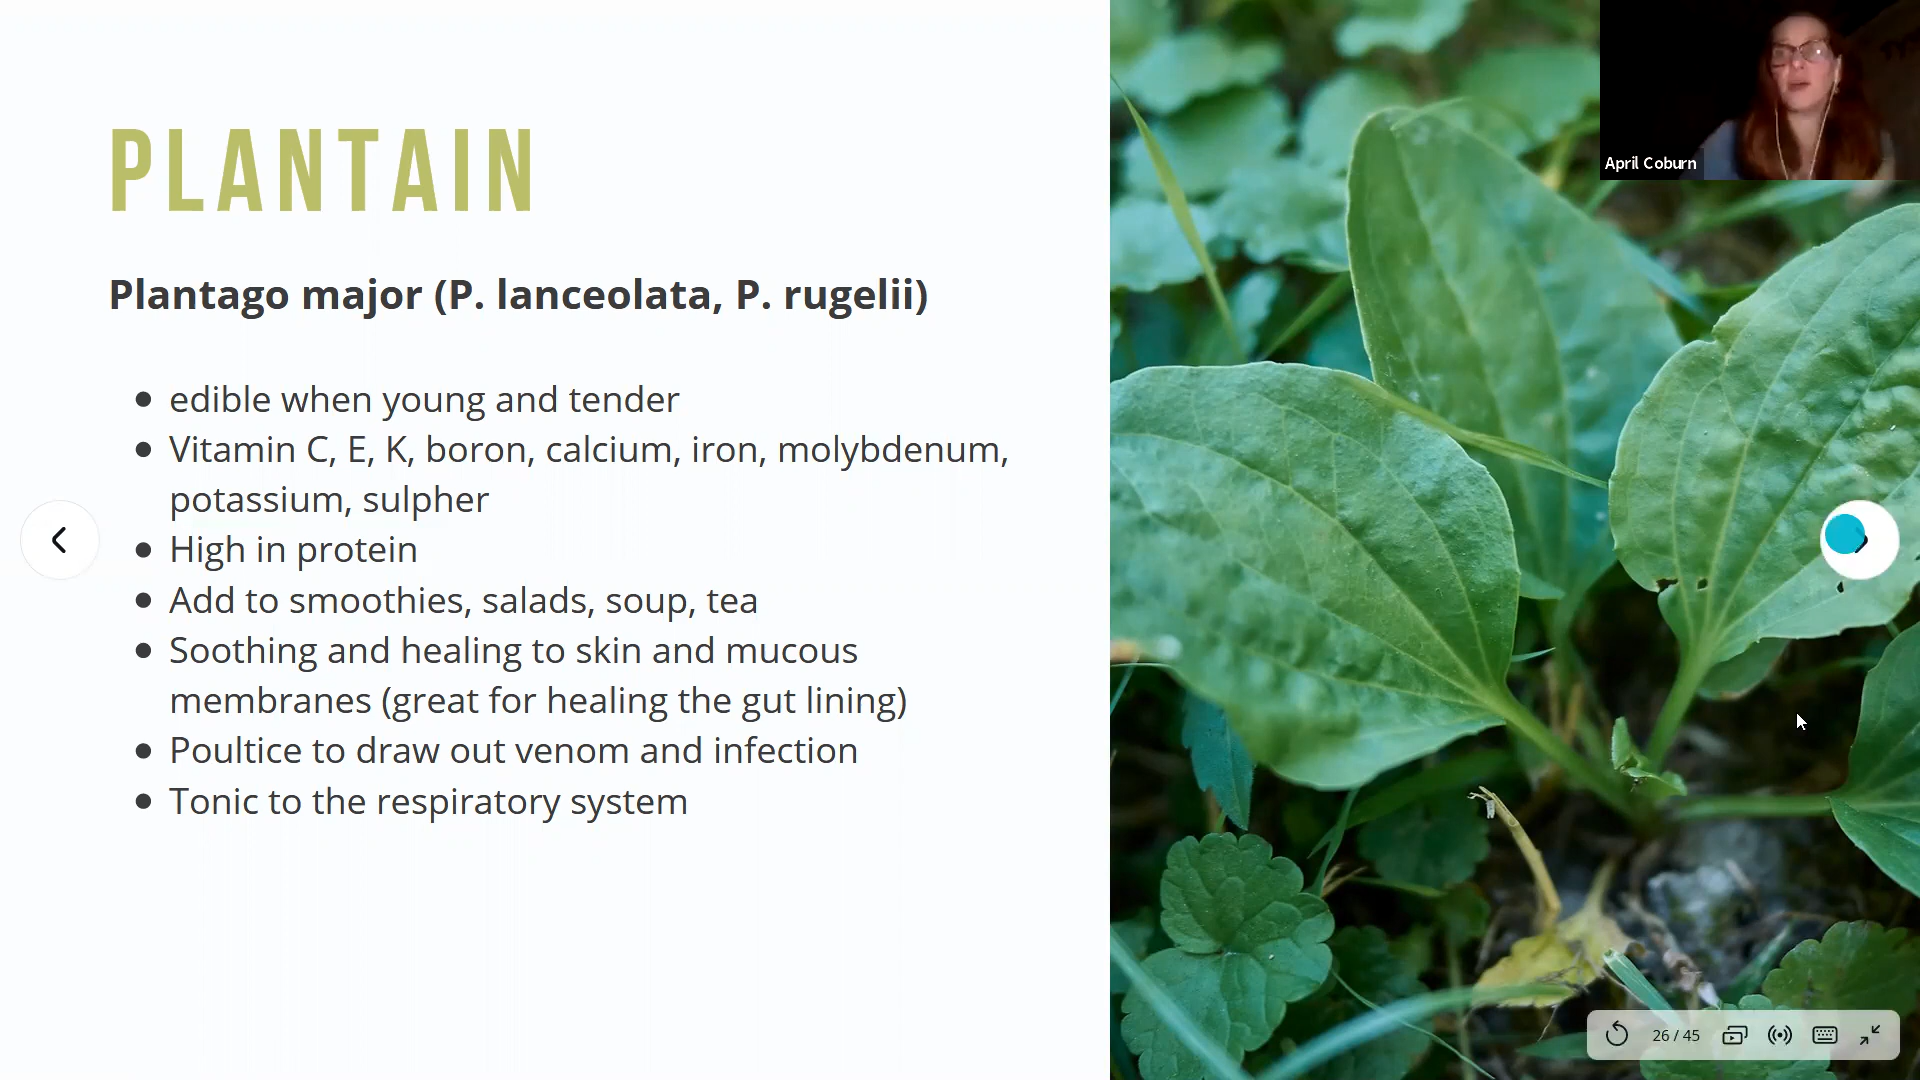 PLANTAIN
Plantago major (P. lanceolata, P. rugelii)
● edible when young and tender
● Vitamin C, E, K, boron, calcium, iron, molybdenum,
potassium, sulpher
● High in protein
● Add to smoothies, salads, soup, tea
● Soothing and healing to skin and mucous
membranes (great for healing the gut lining)
● Poultice to draw out venom and infection
● Tonic to the respiratory system
April Coburn
26 / 45